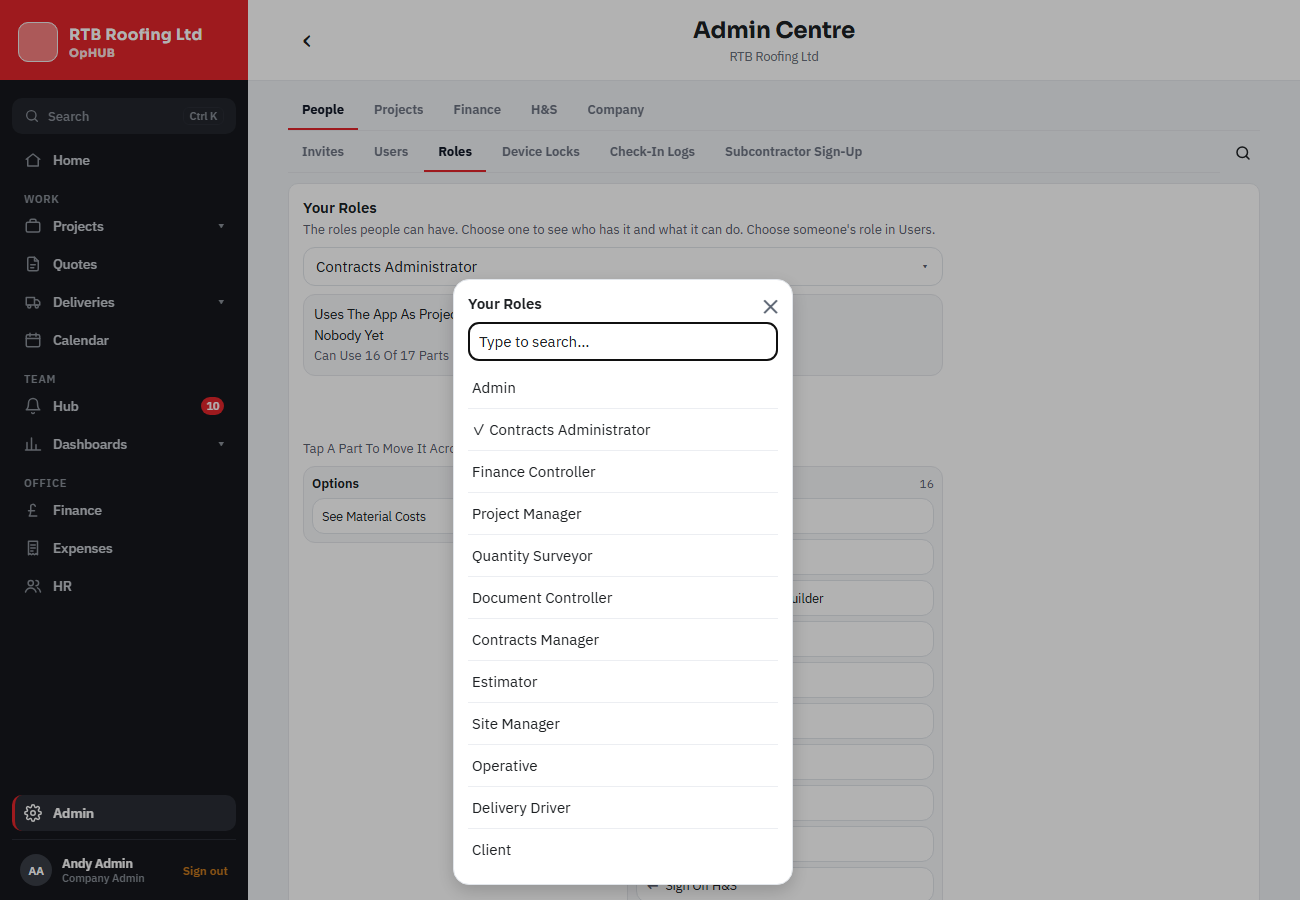 RTB Roofing Ltd
OpHUB
Search
Ctrl K
Home
WORK
Projects
Quotes
Deliveries
Calendar
TEAM
Hub
10
Dashboards
OFFICE
Finance
Expenses
HR
Admin
AA
Andy Admin
Company Admin
Sign out
Admin Centre
RTB Roofing Ltd
People Projects Finance H&S Company
Invites Users Roles Device Locks Check-In Logs Subcontractor Sign-Up
Your Roles
The roles people can have. Choose one to see who has it and what it can do. Choose someone's role in Users.
Contracts Administrator
Uses The App As
Nobody Yet
Can Use 16 Of 17 Parts
Tap A Part To Move It
Options
16
See Material Costs
Sign Off H&S
Your Roles
Type to search...
Admin
✓ Contracts Administrator
Finance Controller
Project Manager
Quantity Surveyor
Document Controller
Contracts Manager
Estimator
Site Manager
Operative
Delivery Driver
Client